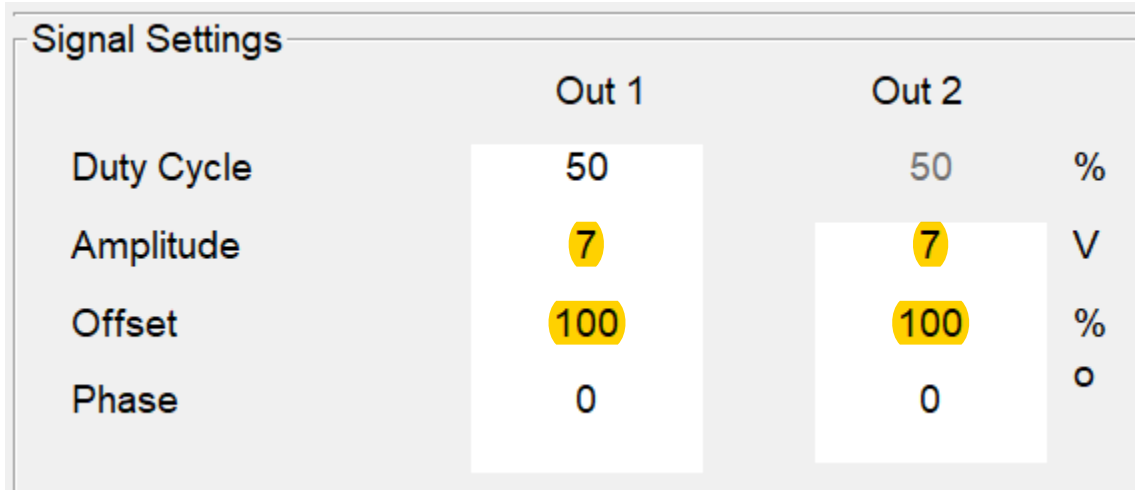 Signal Settings
Out 1 Out 2
Duty Cycle 50 50 %
Amplitude 7 7 V
Offset 100 100 %
Phase 0 0 o